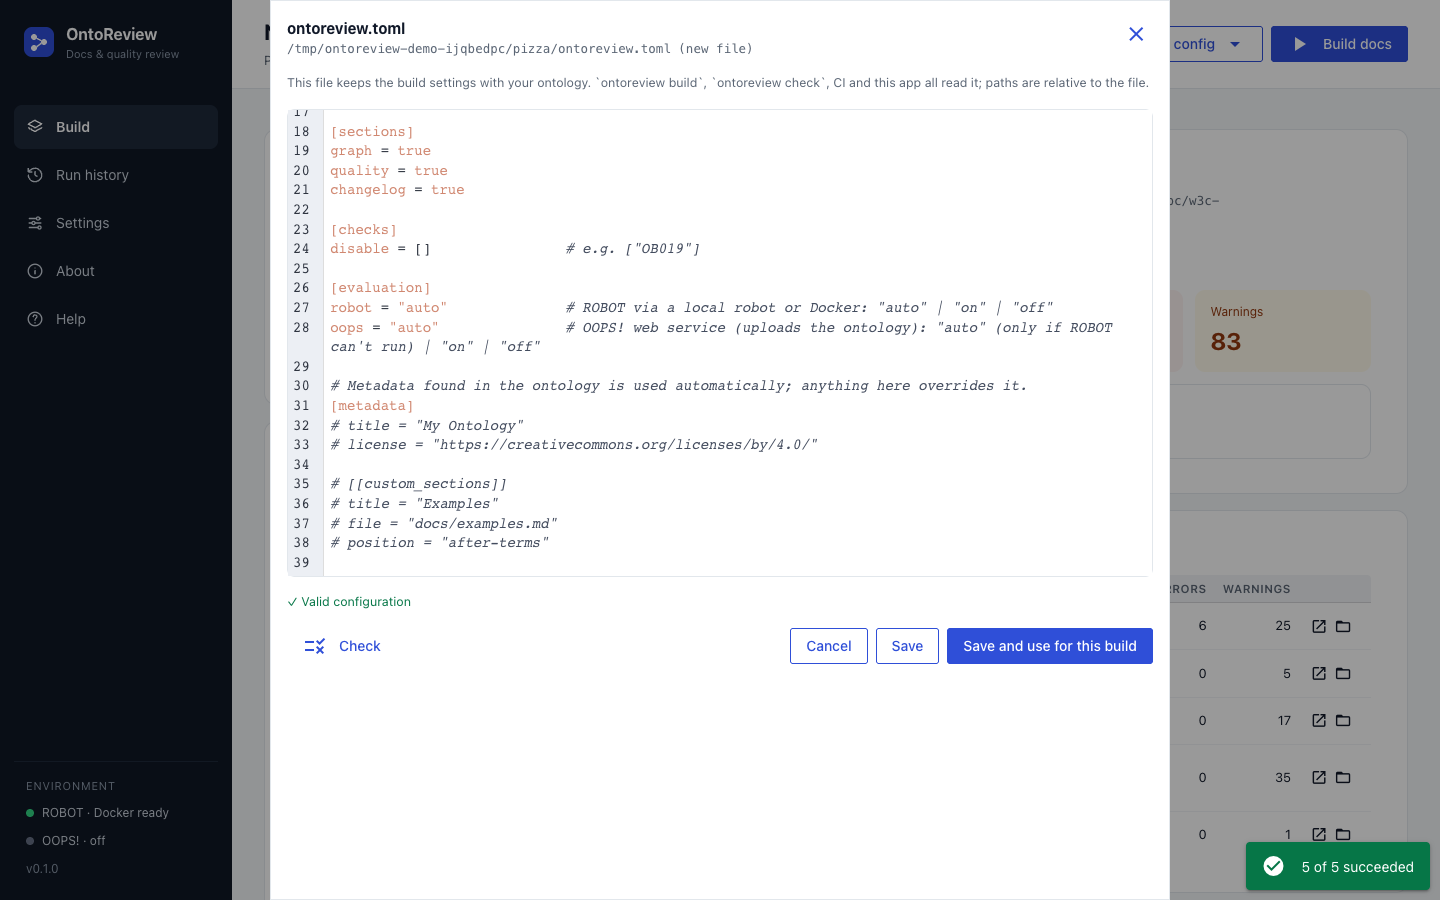 OntoReview
Docs & quality review
Build
Run history
Settings
About
Help
ENVIRONMENT
ROBOT · Docker ready
OOPS! · off
v0.1.0
ontoreview.toml
/tmp/ontoreview-demo-ijqbedpc/pizza/ontoreview.toml (new file)
This file keeps the build settings with your ontology. `ontoreview build`, `ontoreview check`, CI and this app all read it; paths are relative to the file.
17
18 [sections]
19 graph = true
20 quality = true
21 changelog = true
22
23 [checks]
24 disable = [] # e.g. ["OB019"]
25
26 [evaluation]
27 robot = "auto" # ROBOT via a local robot or Docker: "auto" | "on" | "off"
28 oops = "auto" # OOPS! web service (uploads the ontology): "auto" (only if ROBOT
can't run) | "on" | "off"
29
30 # Metadata found in the ontology is used automatically; anything here overrides it.
31 [metadata]
32 # title = "My Ontology"
33 # license = "https://creativecommons.org/licenses/by/4.0/"
34
35 # [[custom_sections]]
36 # title = "Examples"
37 # file = "docs/examples.md"
38 # position = "after-terms"
39
✓ Valid configuration
Check
Cancel
Save
Save and use for this build
config
Build docs
pc/w3c-
Warnings
83
RORS WARNINGS
6 25
0 5
0 17
0 35
0 1
5 of 5 succeeded